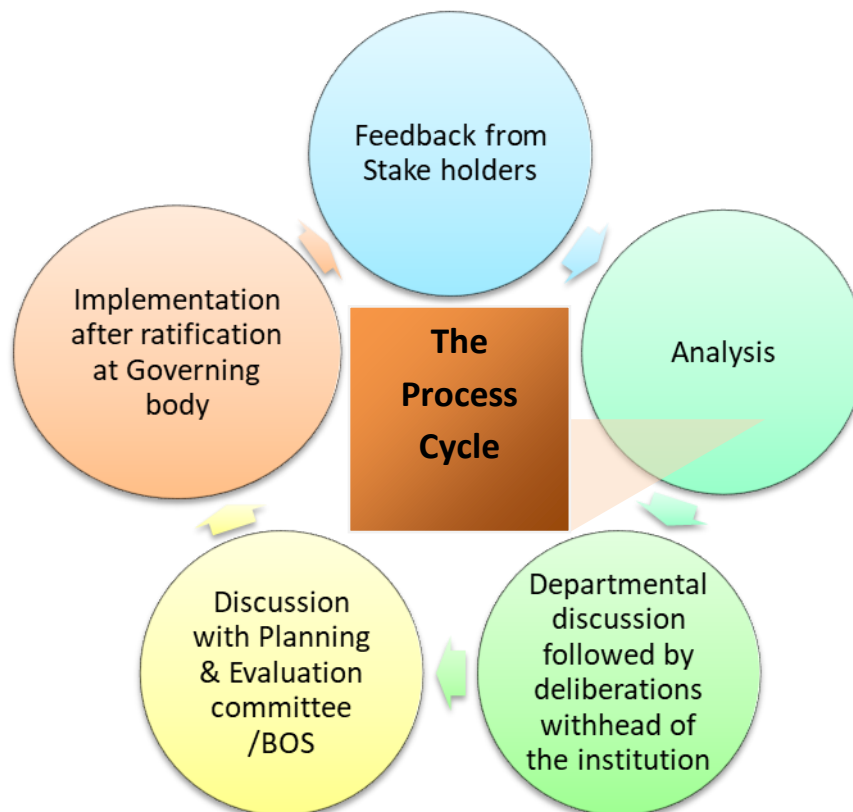 Feedback from
Stake holders
Analysis
Departmental
discussion
followed by
deliberations
withhead of
the institution
Discussion
with Planning
& Evaluation
committee
/BOS
Implementation
after ratification
at Governing
body
The
Process
Cycle